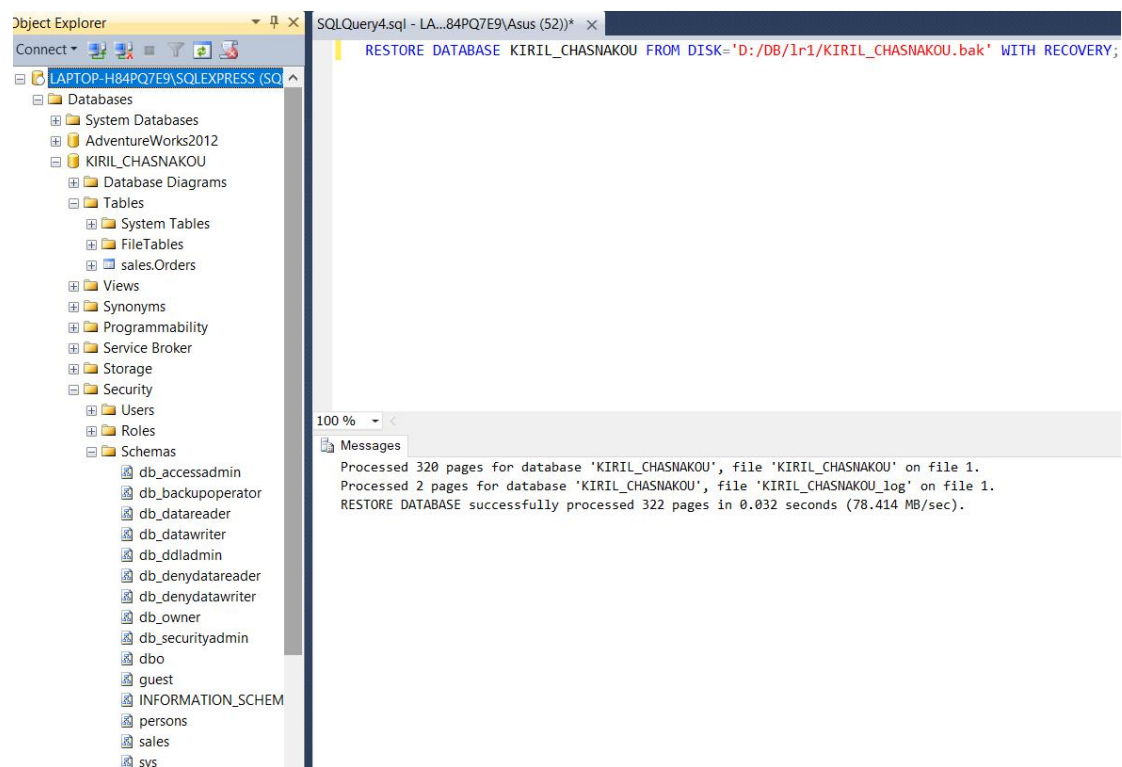 Object Explorer
Connect
LAPTOP-H84PQ7E9\SQLEXPRESS (SQ
Databases
System Databases
AdventureWorks2012
KIRIL_CHASNAKOU
Database Diagrams
Tables
System Tables
FileTables
sales.Orders
Views
Synonyms
Programmability
Service Broker
Storage
Security
Users
Roles
Schemas
db_accessadmin
db_backupoperator
db_datareader
db_datawriter
db_ddladmin
db_denydatareader
db_denydatawriter
db_owner
db_securityadmin
dbo
guest
INFORMATION_SCHEM
persons
sales
sys
SQLQuery4.sql - LA...84PQ7E9\Asus (52))*
RESTORE DATABASE KIRIL_CHASNAKOU FROM DISK='D:/DB/lr1/KIRIL_CHASNAKOU.bak' WITH RECOVERY;
100 %
Messages
Processed 320 pages for database 'KIRIL_CHASNAKOU', file 'KIRIL_CHASNAKOU' on file 1.
Processed 2 pages for database 'KIRIL_CHASNAKOU', file 'KIRIL_CHASNAKOU_log' on file 1.
RESTORE DATABASE successfully processed 322 pages in 0.032 seconds (78.414 MB/sec).